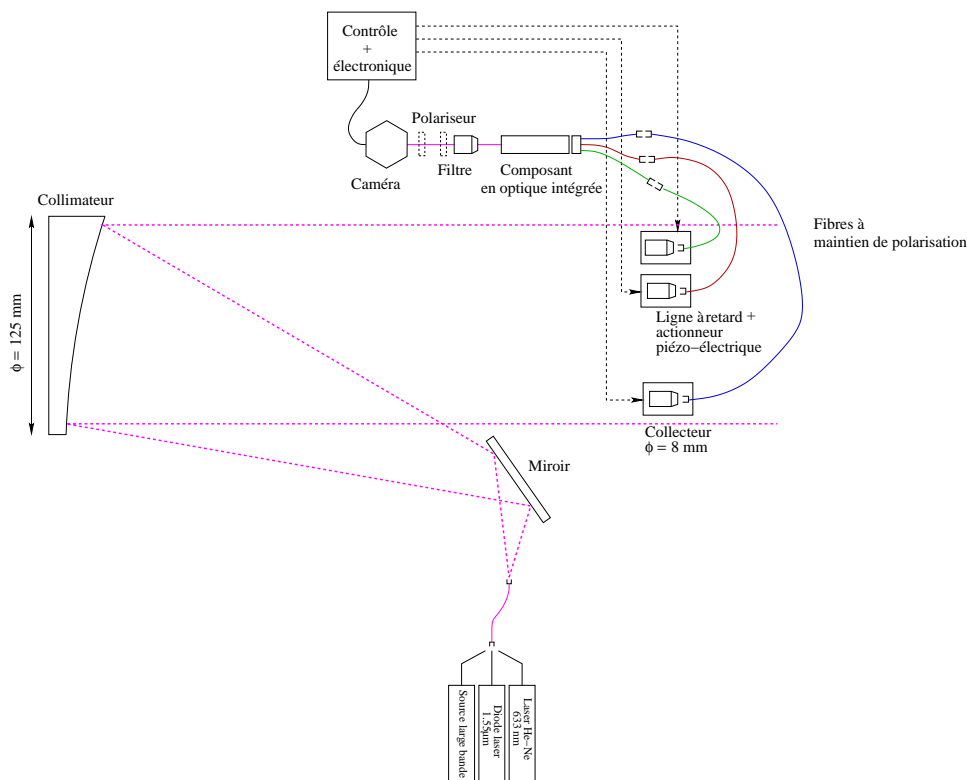 Contrôle
+
électronique
Polariseur
Caméra
Filtre
Composant
en optique intégrée
Collimateur
Fibres à
maintien de polarisation
ϕ = 125 mm
Ligne à retard +
actionneur
piézo−électrique
Collecteur
ϕ = 8 mm
Miroir
Source large bande
Diode laser
1.55µm
Laser He−Ne
633 nm